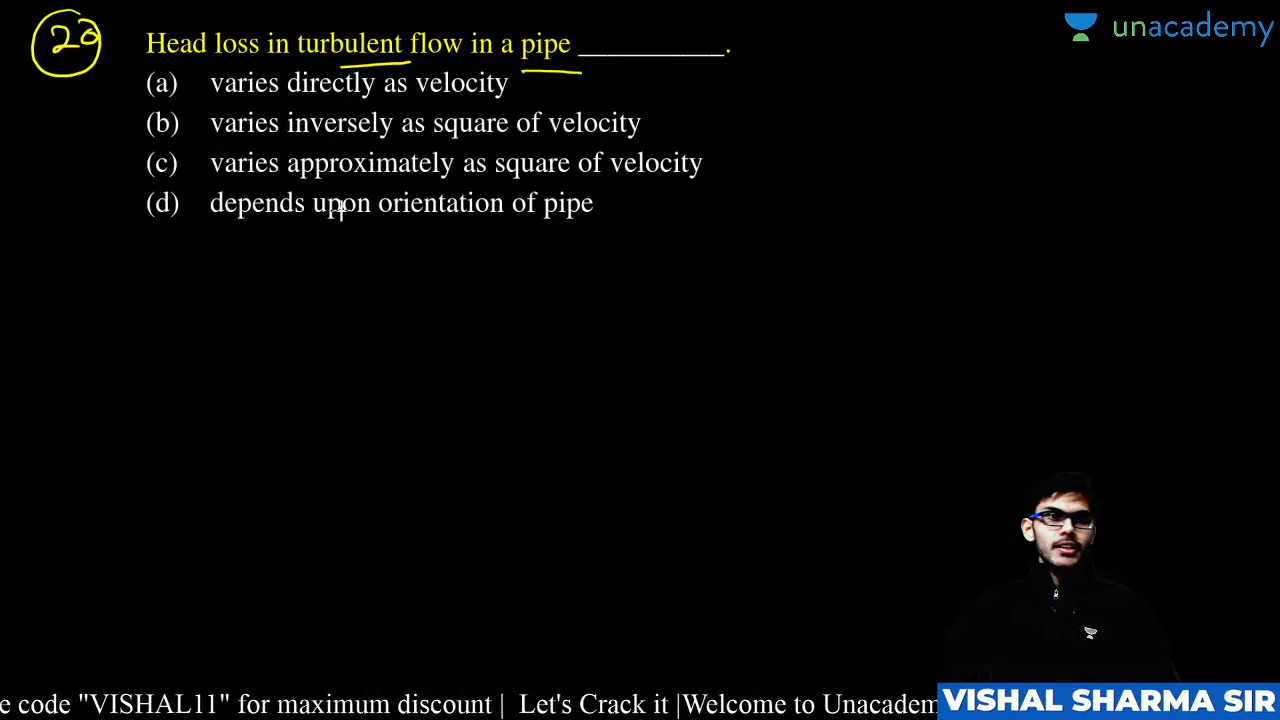 unacademy
20 Head loss in turbulent flow in a pipe __________.
(a) varies directly as velocity
(b) varies inversely as square of velocity
(c) varies approximately as square of velocity
(d) depends upon orientation of pipe
e code "VISHAL11" for maximum discount | Let's Crack it |Welcome to Unacadem
VISHAL SHARMA SIR